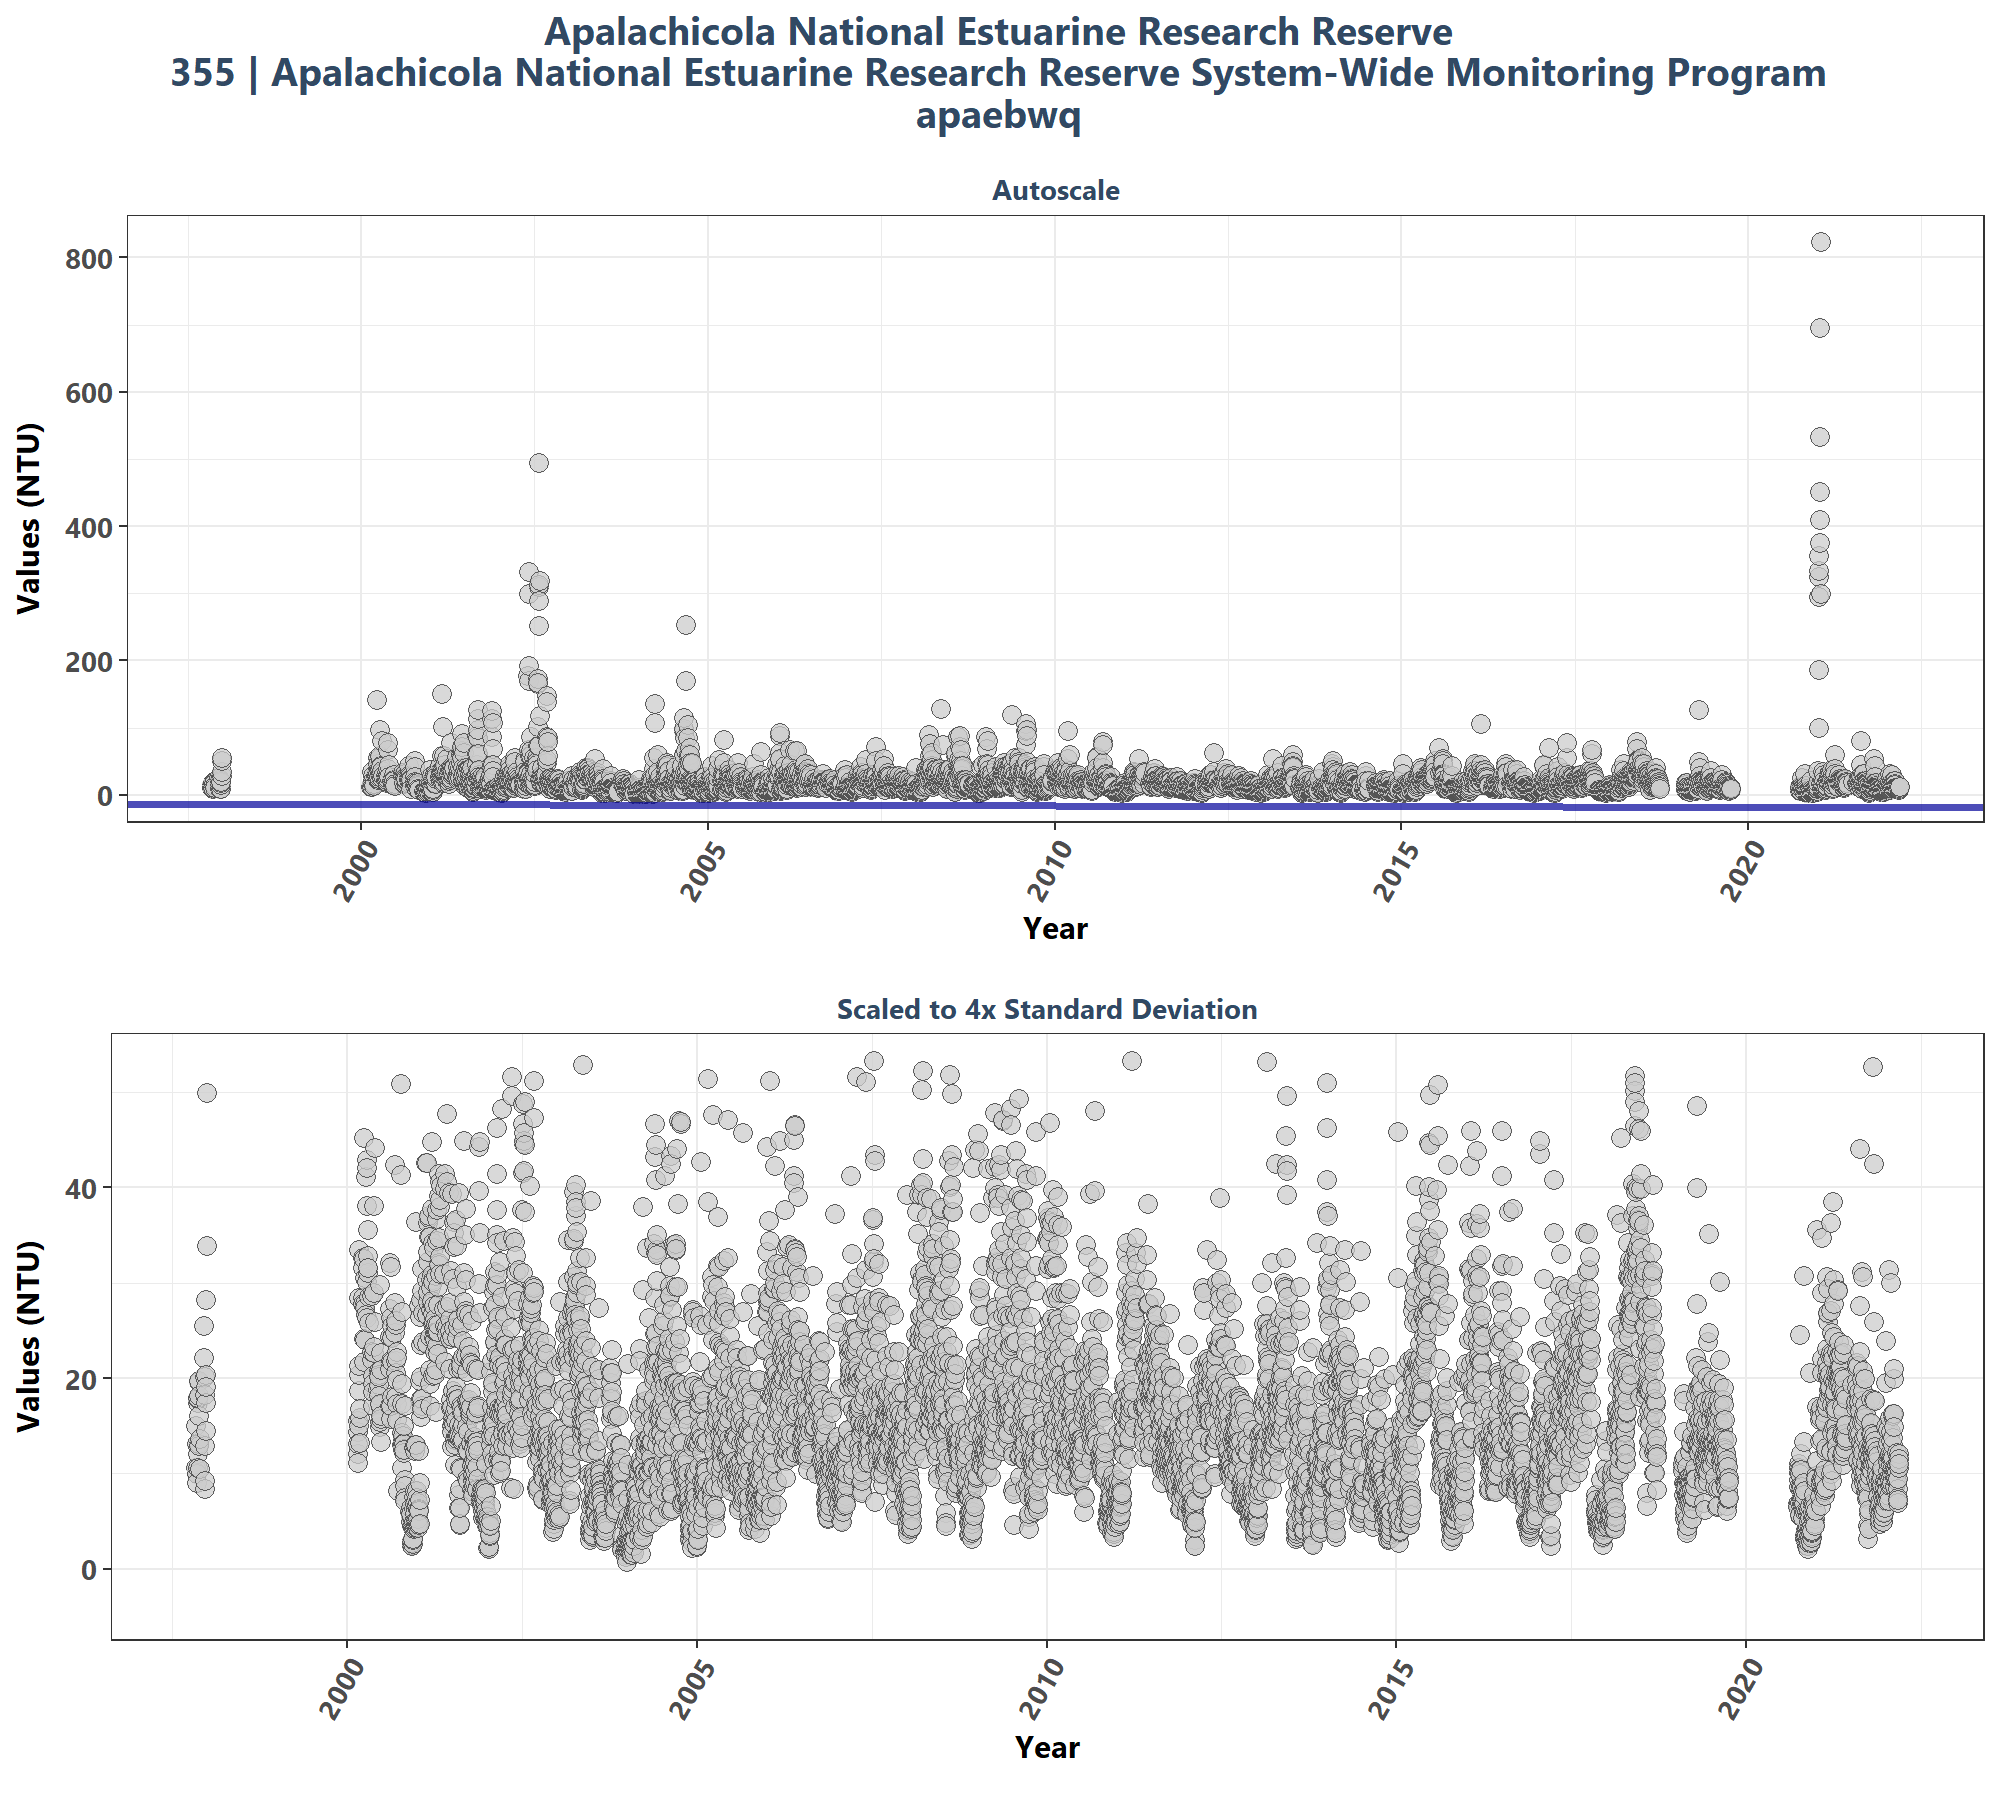 Apalachicola National Estuarine Research Reserve
355 | Apalachicola National Estuarine Research Reserve System-Wide Monitoring Program
apaebwq
Autoscale
Values (NTU)
800
600
400
200
0
2000
2005
2010
2015
2020
Year
Scaled to 4x Standard Deviation
Values (NTU)
40
20
0
2000
2005
2010
2015
2020
Year